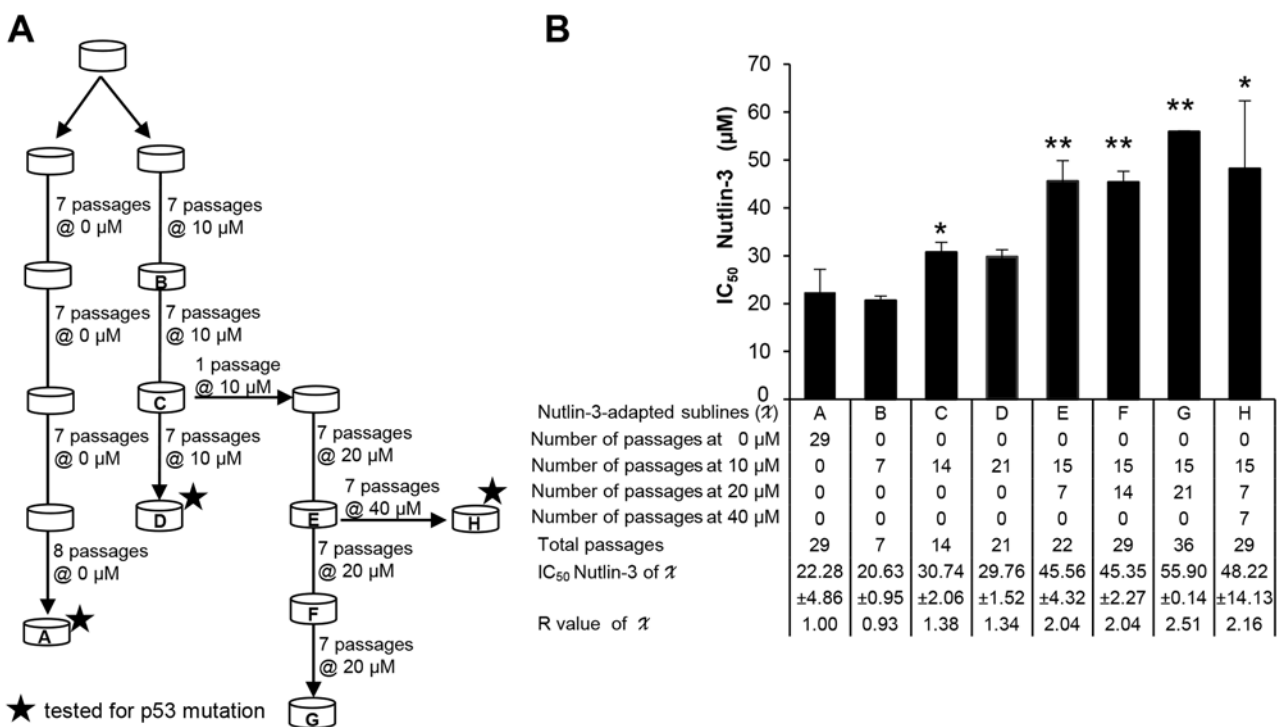 A
7 passages
@ 0 µM
7 passages
@ 10 µM
B
7 passages
@ 0 µM
7 passages
@ 10 µM
1 passage
@ 10 µM
C
7 passages
@ 0 µM
7 passages
@ 10 µM
7 passages
@ 20 µM
7 passages
@ 40 µM
D
E
H
8 passages
@ 0 µM
7 passages
@ 20 µM
F
A
7 passages
@ 20 µM
G
★ tested for p53 mutation
B
IC50 Nutlin-3 (µM)
70
60
50
40
30
20
10
0
* ** ** ** *
Nutlin-3-adapted sublines (𝒳) A B C D E F G H
Number of passages at 0 µM 29 0 0 0 0 0 0 0
Number of passages at 10 µM 0 7 14 21 15 15 15 15
Number of passages at 20 µM 0 0 0 0 7 14 21 7
Number of passages at 40 µM 0 0 0 0 0 0 0 7
Total passages 29 7 14 21 22 29 36 29
IC50 Nutlin-3 of 𝒳 22.28 20.63 30.74 29.76 45.56 45.35 55.90 48.22
±4.86 ±0.95 ±2.06 ±1.52 ±4.32 ±2.27 ±0.14 ±14.13
R value of 𝒳 1.00 0.93 1.38 1.34 2.04 2.04 2.51 2.16